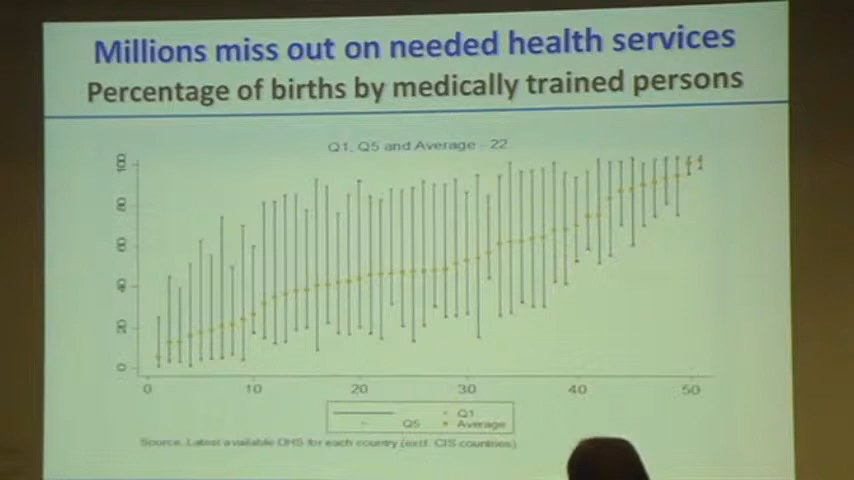 Millions miss out on needed health services
Percentage of births by medically trained persons
Q1, Q5 and Average - 22
100
80
60
40
20
0
0 10 20 30 40 50
Q1
Q5 Average
Source. Latest available DHS for each country (excl. CIS countries)